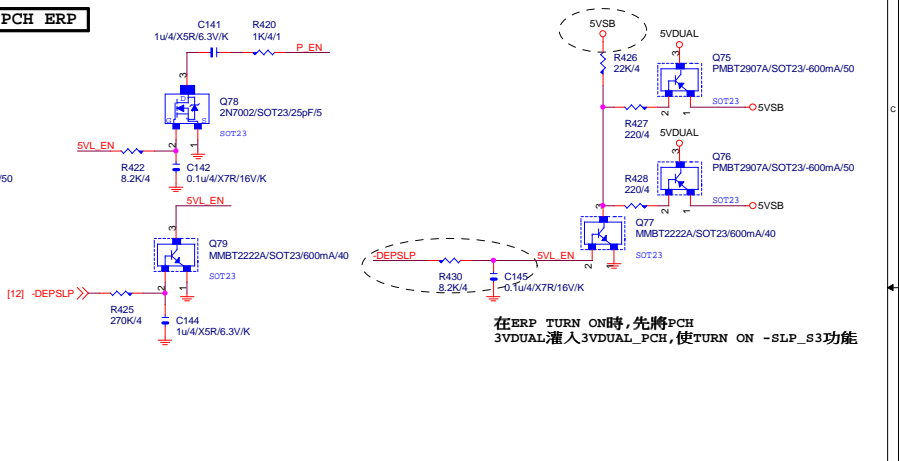 PCH ERP
C141
1u/4/X5R/6.3V/K
R420
1K/4/1
P_EN
3
D
G
S
Q78
2N7002/SOT23/25pF/5
SOT23
2
1
5VL_EN
R422
8.2K/4
C142
0.1u/4/X7R/16V/K
/50
5VL_EN
3
Q79
MMBT2222A/SOT23/600mA/40
SOT23
2
1
[12] -DEPSLP
R425
270K/4
C144
1u/4/X5R/6.3V/K
5VSB
R426
22K/4
5VDUAL
3
Q75
PMBT2907A/SOT23/-600mA/50
SOT23
2
1
5VSB
R427
220/4
5VDUAL
3
Q76
PMBT2907A/SOT23/-600mA/50
SOT23
2
1
5VSB
R428
220/4
3
Q77
MMBT2222A/SOT23/600mA/40
SOT23
2
1
-DEPSLP
R430
8.2K/4
C145
0.1u/4/X7R/16V/K
5VL_EN
在ERP TURN ON時,先將PCH
3VDUAL灌入3VDUAL_PCH,使TURN ON -SLP_S3功能
C